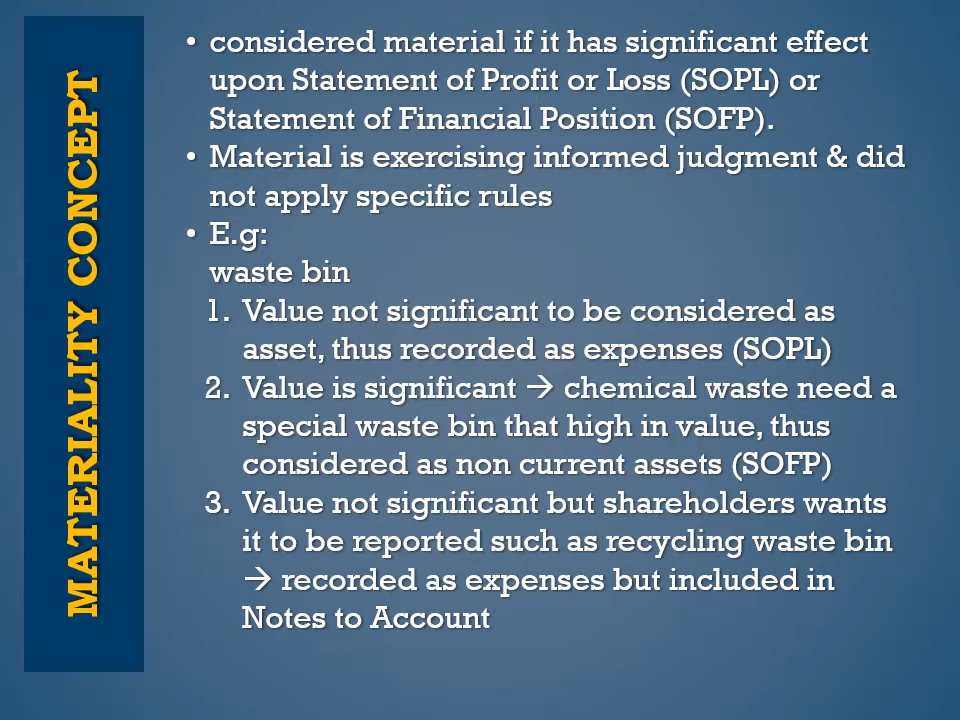 MATERIALITY CONCEPT
• considered material if it has significant effect
upon Statement of Profit or Loss (SOPL) or
Statement of Financial Position (SOFP).
• Material is exercising informed judgment & did
not apply specific rules
• E.g:
waste bin
1. Value not significant to be considered as
asset, thus recorded as expenses (SOPL)
2. Value is significant → chemical waste need a
special waste bin that high in value, thus
considered as non current assets (SOFP)
3. Value not significant but shareholders wants
it to be reported such as recycling waste bin
→ recorded as expenses but included in
Notes to Account